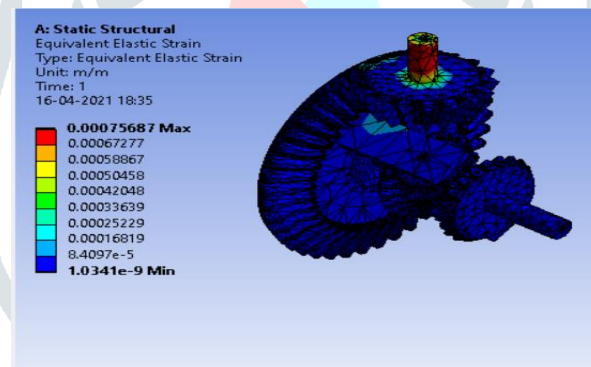 A: Static Structural
Equivalent Elastic Strain
Type: Equivalent Elastic Strain
Unit: m/m
Time: 1
16-04-2021 18:35
0.00075687 Max
0.00067277
0.00058867
0.00050458
0.00042048
0.00033639
0.00025229
0.00016819
8.4097e-5
1.0341e-9 Min